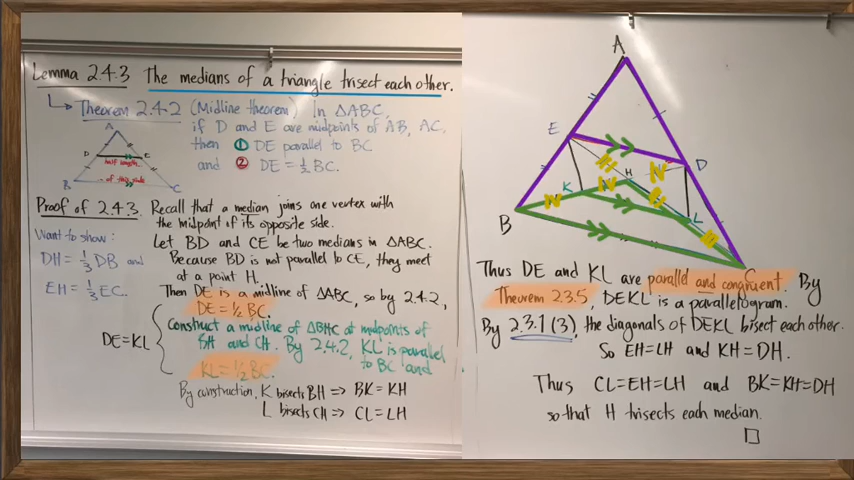 Lemma 2.4.3 The medians of a triangle trisect each other.
Theorem 2.4.2 (Midline theorem) In ΔABC,
if D and E are midpoints of AB, AC,
then ① DE parallel to BC
and ② DE = ½ BC.
A
D
E
half length
of this side
B
C
Proof of 2.4.3. Recall that a median joins one vertex with
the midpoint of its opposite side.
Want to show:
DH = ⅓ DB and
EH = ⅓ EC.
Let BD and CE be two medians in ΔABC.
Because BD is not parallel to CE, they meet
at a point H.
Then DE is a midline of ΔABC, so by 2.4.2,
DE = ½ BC.
DE = KL
Construct a midline of ΔBHC at midpoints of
BH and CH. By 2.4.2, KL is parallel
to BC and
KL = ½ BC.
By construction, K bisects BH ⟹ BK = KH
L bisects CH ⟹ CL = LH
A
E
D
H
K
L
B
C
Thus DE and KL are parallel and congruent. By
Theorem 2.3.5 DEKL is a parallelogram.
By 2.3.1 (3), the diagonals of DEKL bisect each other.
So EH = LH and KH = DH.
Thus CL = EH = LH and BK = KH = DH
so that H trisects each median.